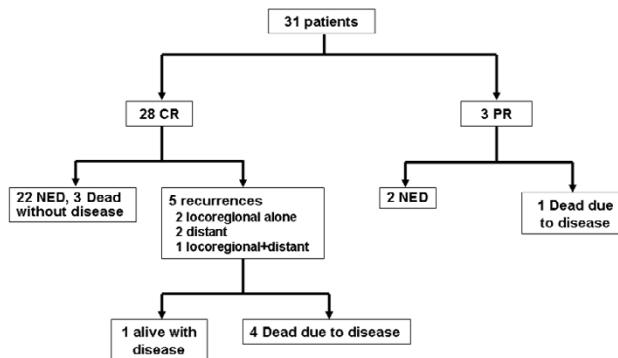 31 patients
28 CR
3 PR
22 NED, 3 Dead
without disease
5 recurrences
2 locoregional alone
2 distant
1 locoregional+distant
2 NED
1 Dead due
to disease
1 alive with
disease
4 Dead due to disease